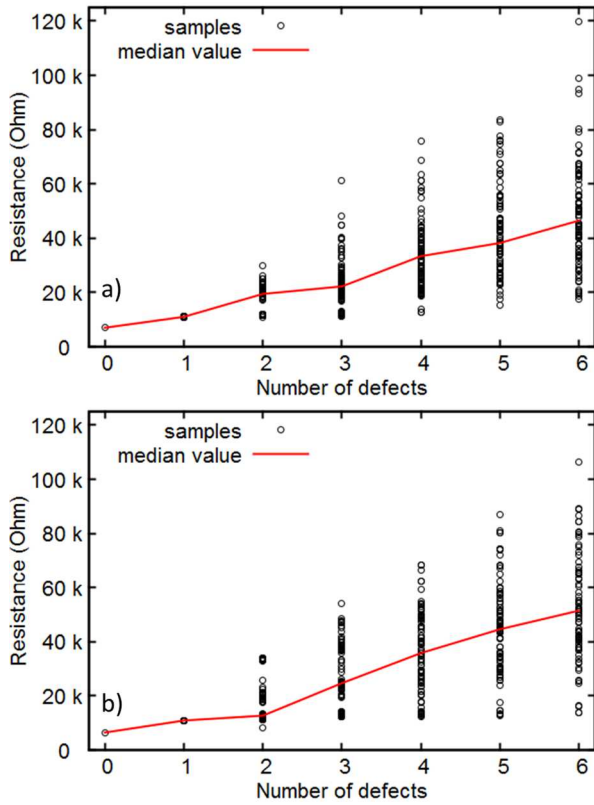 samples
median value
120 k
100 k
80 k
60 k
40 k
20 k
0
Resistance (Ohm)
a)
0 1 2 3 4 5 6
Number of defects
samples
median value
120 k
100 k
80 k
60 k
40 k
20 k
0
Resistance (Ohm)
b)
0 1 2 3 4 5 6
Number of defects